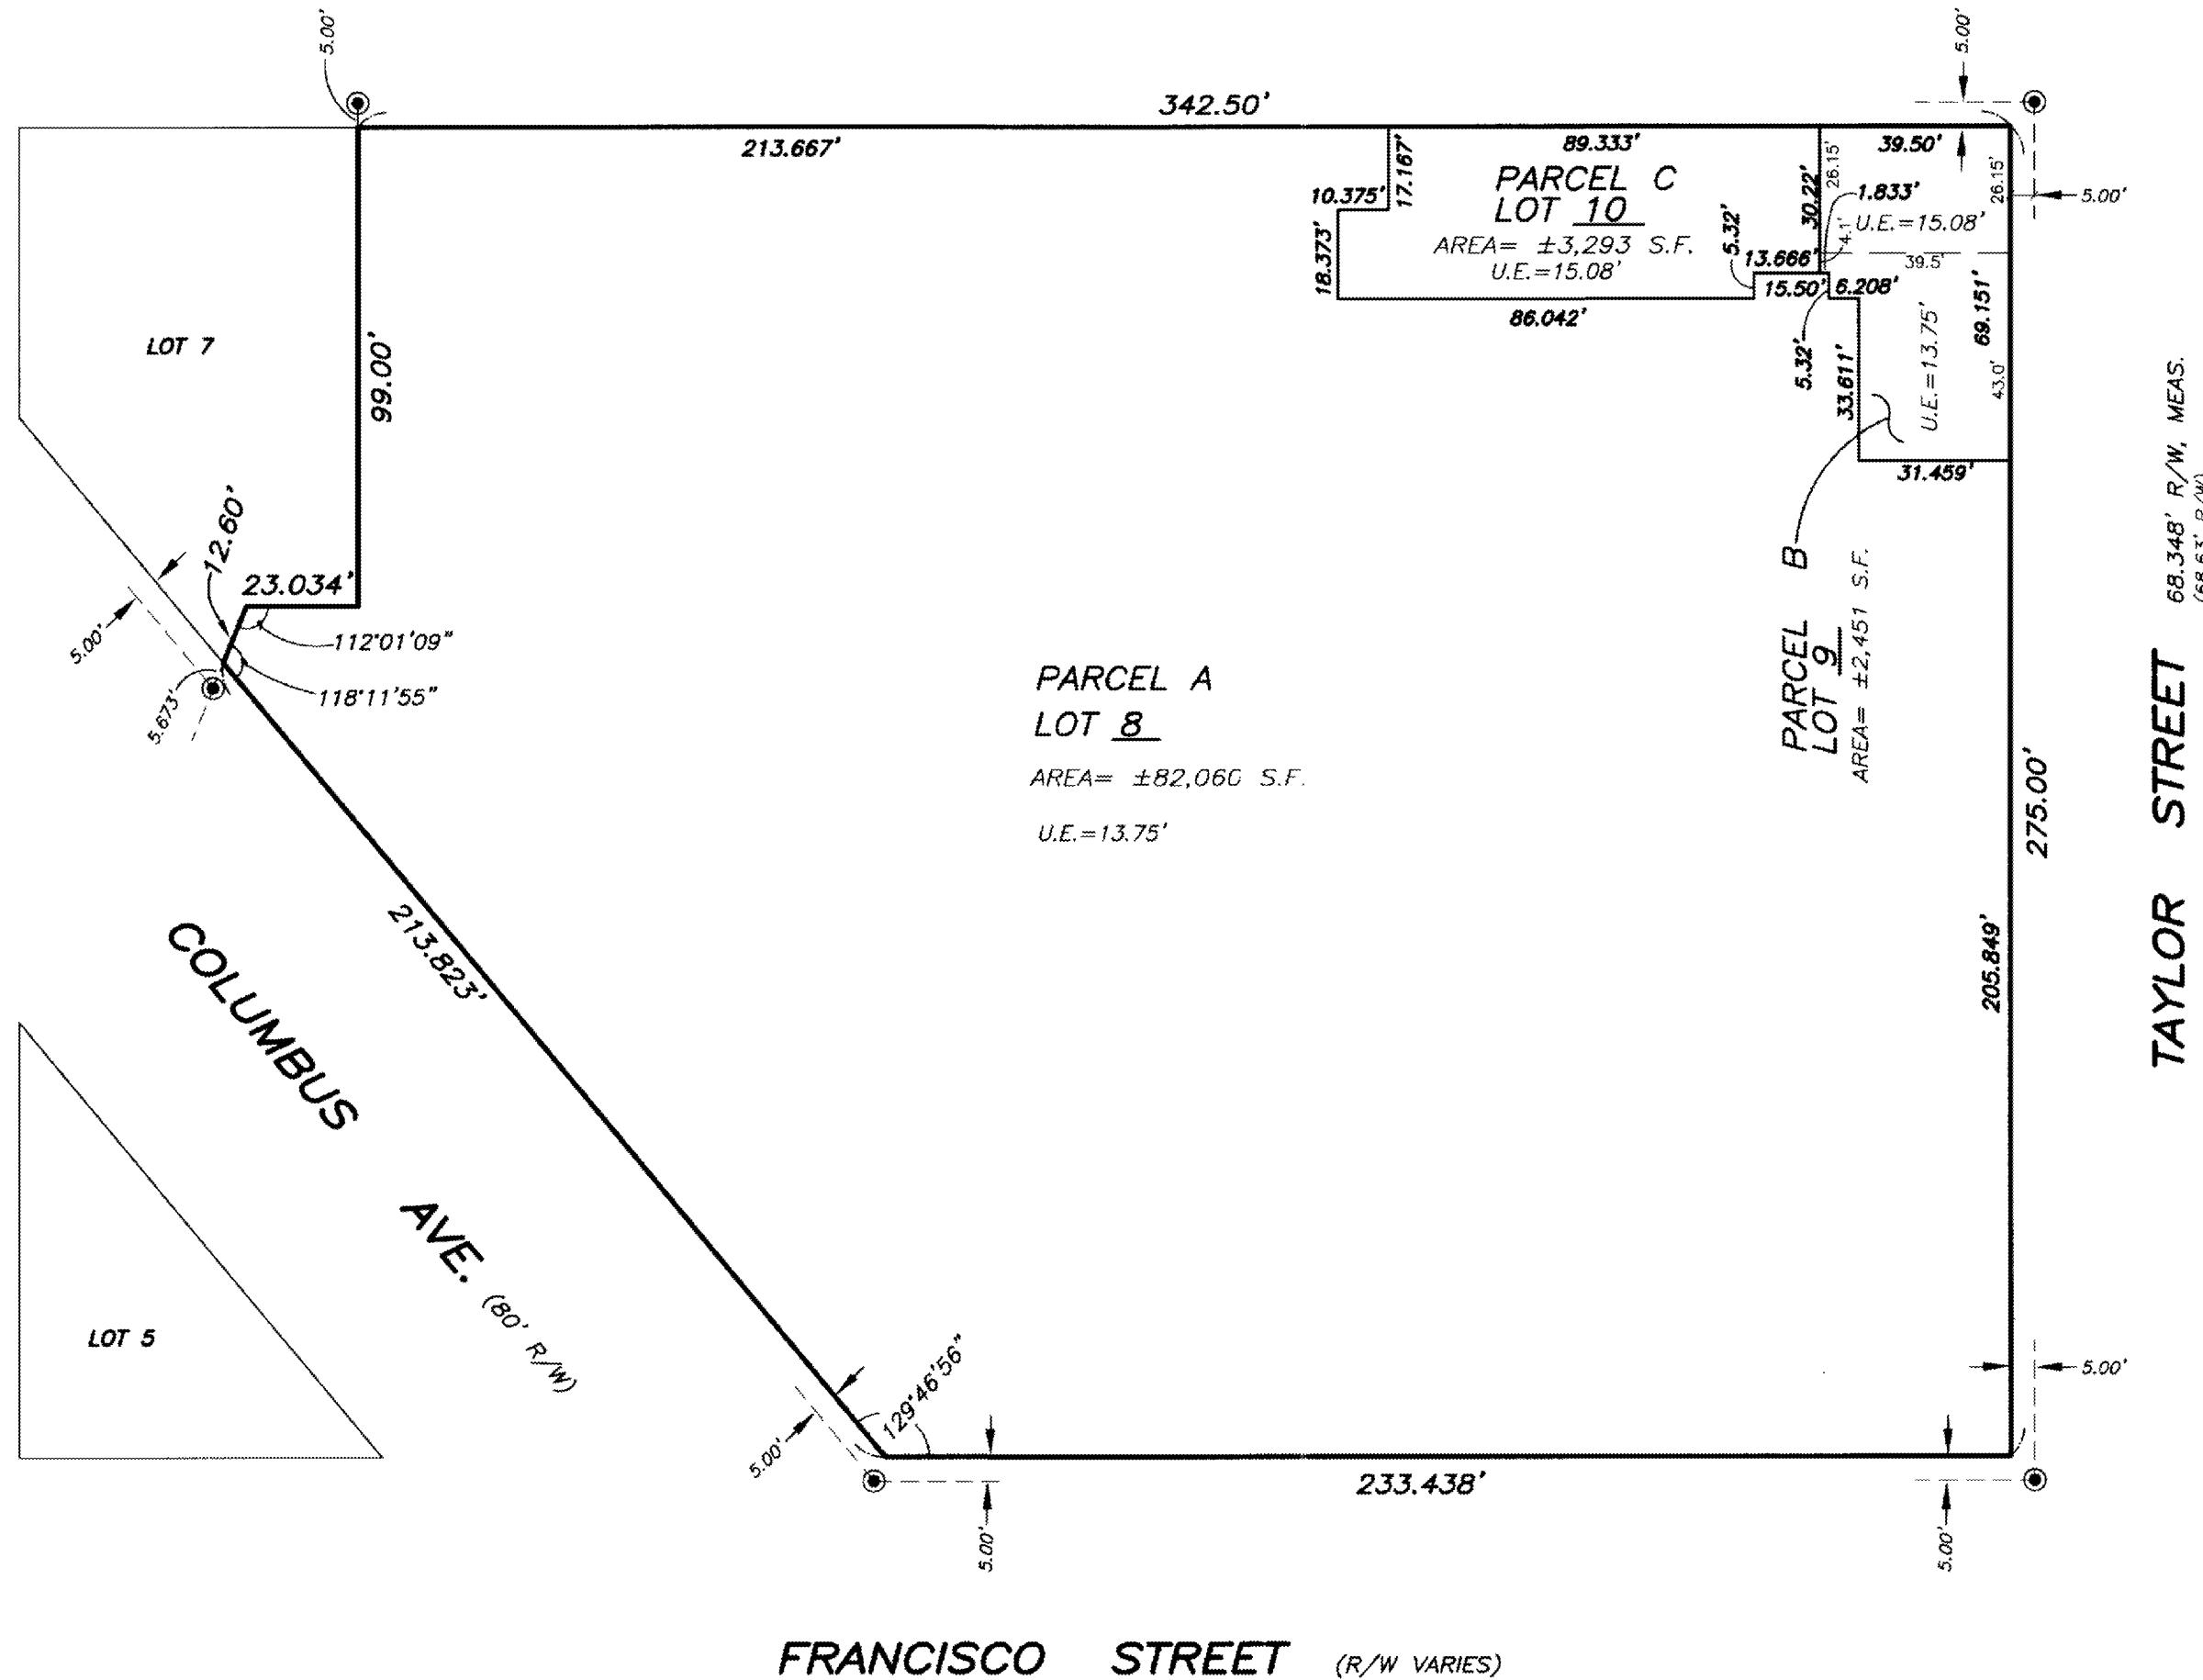 5.00'
5.00'
342.50'
213.667'
89.333'
39.50'
17.167'
PARCEL C
LOT 10
AREA= ±3,293 S.F.
U.E.=15.08'
10.375'
18.373'
5.32'
30.22'
26.15'
1.833'
4.1'
U.E.=15.08'
26.15'
5.00'
13.666'
39.5'
15.50'
6.208'
86.042'
5.32'
33.611'
U.E.=13.75'
69.151'
43.0'
31.459'
LOT 7
99.00'
12.60'
23.034'
112°01'09"
118°11'55"
5.00'
5.673'
PARCEL A
LOT 8
AREA= ±82,060 S.F.
U.E.=13.75'
PARCEL B
LOT 9
AREA= ±2,451 S.F.
275.00'
205.849'
TAYLOR STREET
68.348' R/W, MEAS.
(68.63' R/W)
213.823'
COLUMBUS AVE. (80' R/W)
LOT 5
129°46'56"
5.00'
5.00'
5.00'
5.00'
233.438'
FRANCISCO STREET (R/W VARIES)